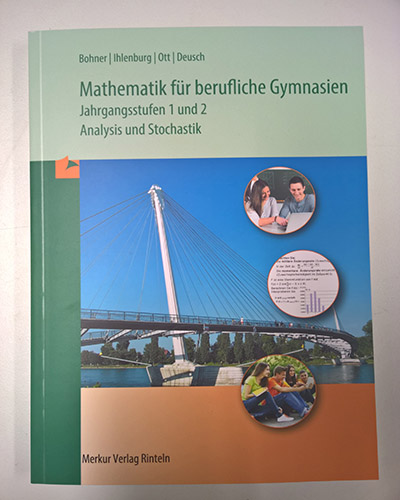 Bohner | Ihlenburg | Ott | Deusch
Mathematik für berufliche Gymnasien
Jahrgangsstufen 1 und 2
Analysis und Stochastik
Merkur Verlag Rinteln